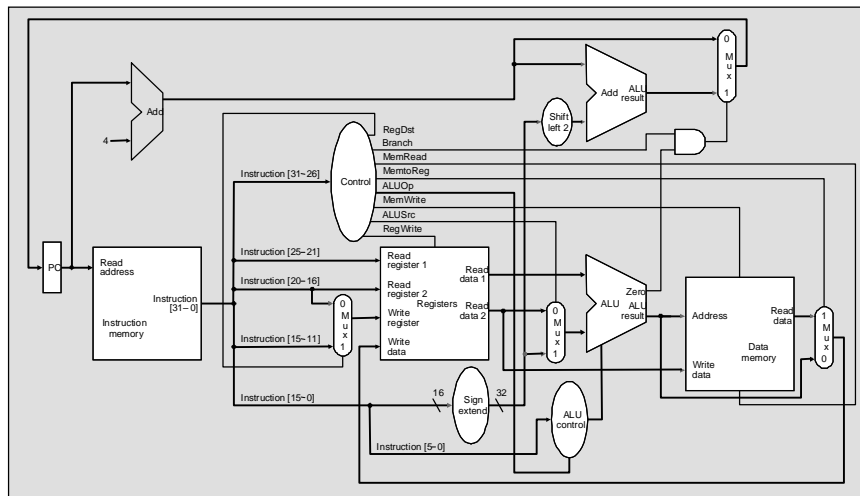 0
M
u
x
1
Add
ALU
result
Add
Shift
left 2
4
RegDst
Branch
MemRead
MemtoReg
ALUOp
MemWrite
ALUSrc
RegWrite
Control
Instruction [31–26]
Instruction [25–21]
Instruction [20–16]
Instruction [15–11]
Instruction [15–0]
Instruction [5–0]
PC
Read
address
Instruction
[31–0]
Instruction
memory
0
M
u
x
1
Read
register 1
Read
register 2
Write
register
Write
data
Registers
Read
data 1
Read
data 2
0
M
u
x
1
Zero
ALU
ALU
result
Address
Write
data
Read
data
Data
memory
1
M
u
x
0
16
Sign
extend
32
ALU
control